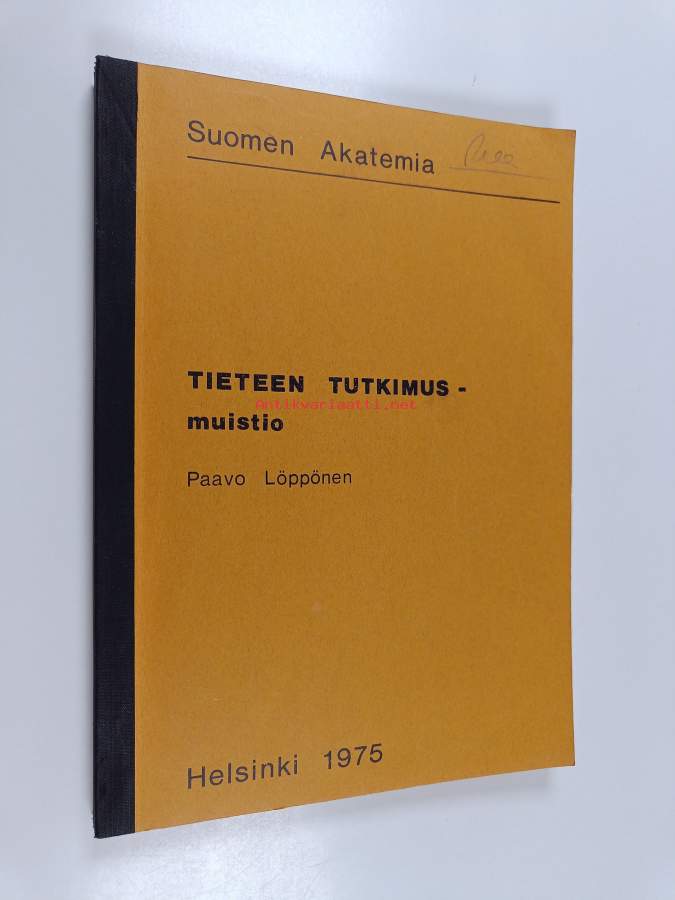 Suomen Akatemia
TIETEEN TUTKIMUS -
Antikvariaatti.net
muistio
Paavo Löppönen
Helsinki 1975